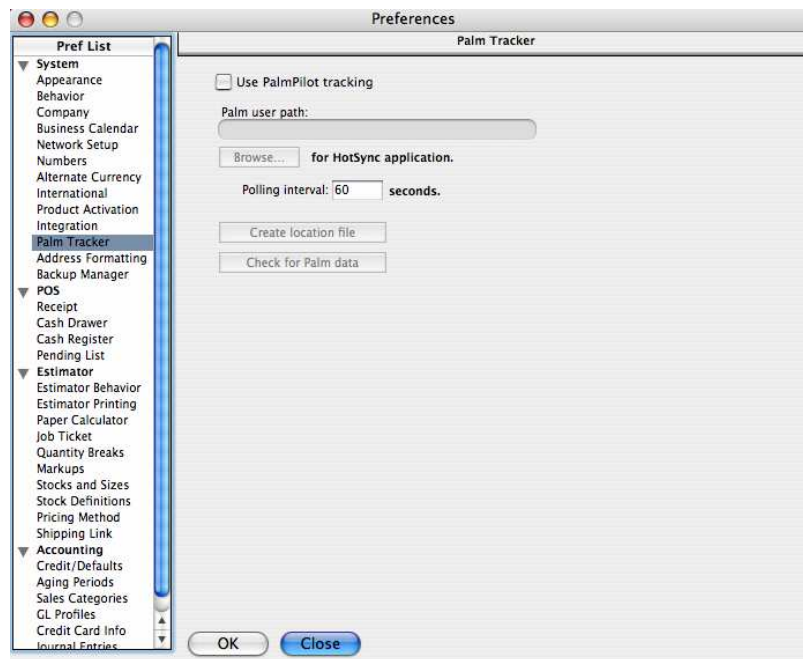 Preferences
Pref List
System
Appearance
Behavior
Company
Business Calendar
Network Setup
Numbers
Alternate Currency
International
Product Activation
Integration
Palm Tracker
Address Formatting
Backup Manager
POS
Receipt
Cash Drawer
Cash Register
Pending List
Estimator
Estimator Behavior
Estimator Printing
Paper Calculator
Job Ticket
Quantity Breaks
Markups
Stocks and Sizes
Stock Definitions
Pricing Method
Shipping Link
Accounting
Credit/Defaults
Aging Periods
Sales Categories
GL Profiles
Credit Card Info
Journal Entries
Palm Tracker
Use PalmPilot tracking
Palm user path:
Browse... for HotSync application.
Polling interval: 60 seconds.
Create location file
Check for Palm data
OK Close